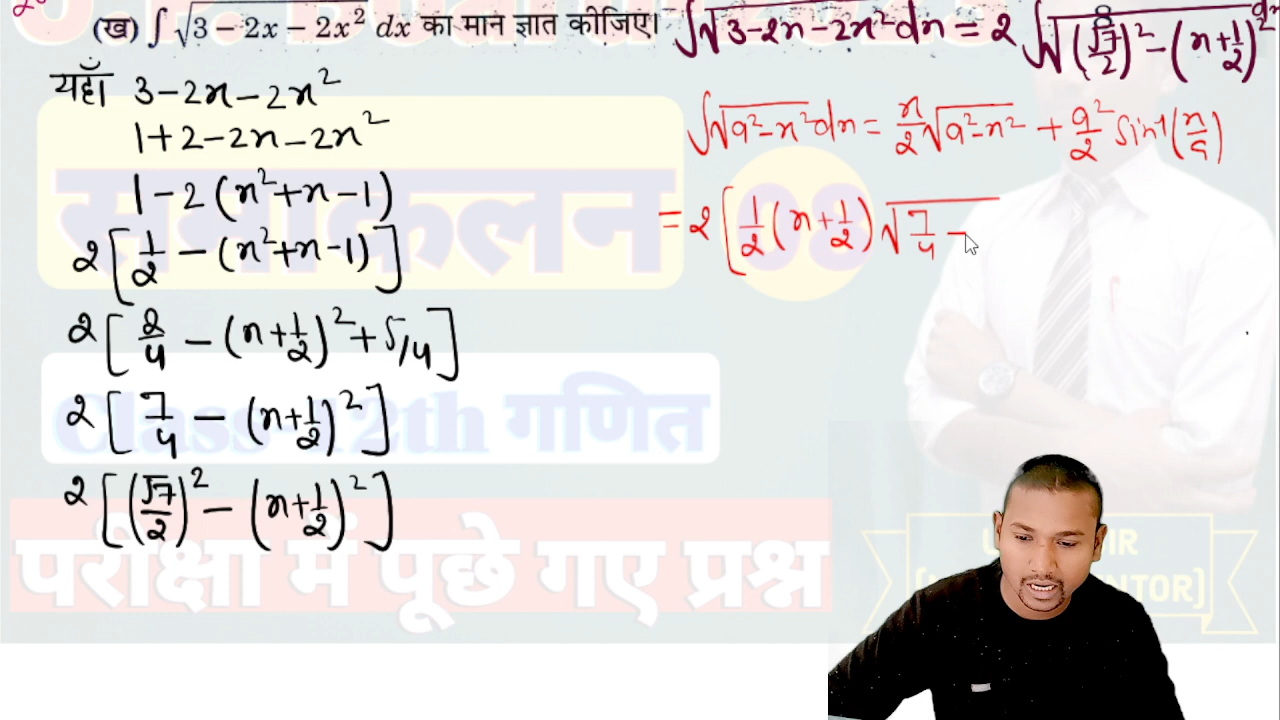 (ख) ∫ √3 − 2x − 2x² dx का मान ज्ञात कीजिए।
∫√3-2x-2x² dx = 2 ∫√(√7/2)² - (x+1/2)² dx
यहाँ 3-2x-2x²
1+2-2x-2x²
1-2(x²+x-1)
2[1/2 - (x²+x-1)]
2[2/4 - (x+1/2)² + 5/4]
2[7/4 - (x+1/2)²]
2[(√7/2)² - (x+1/2)²]
∫√a²-x² dx = x/2 √a²-x² + a²/2 sin⁻¹(x/a)
= 2[1/2 (x+1/2) √7/4 -
समाकलन 08
Class 12th गणित
परीक्षा में पूछे गए प्रश्न